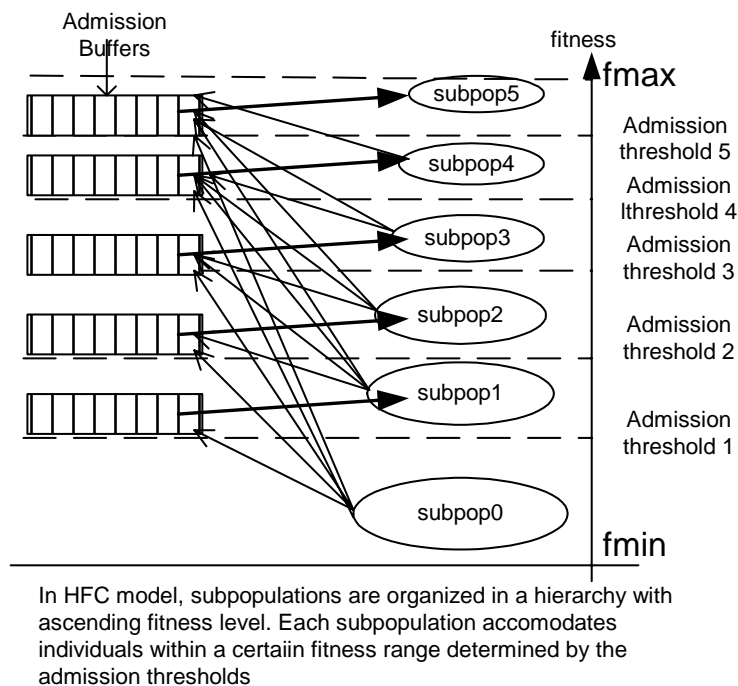 Admission
Buffers
fitness
fmax
subpop5
Admission
threshold 5
subpop4
Admission
lthreshold 4
subpop3
Admission
threshold 3
subpop2
Admission
threshold 2
subpop1
Admission
threshold 1
subpop0
fmin
In HFC model, subpopulations are organized in a hierarchy with
ascending fitness level. Each subpopulation accomodates
individuals within a certaiin fitness range determined by the
admission thresholds